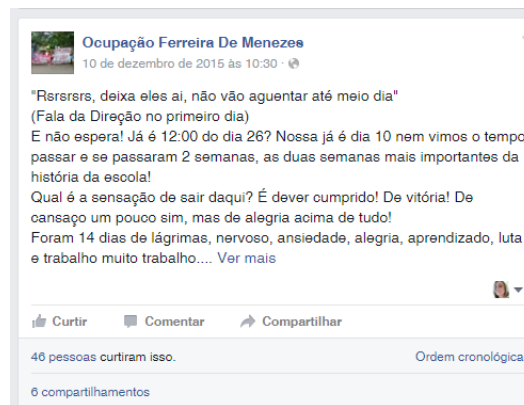 Ocupação Ferreira De Menezes
10 de dezembro de 2015 às 10:30 ·
"Rsrsrsrs, deixa eles ai, não vão aguentar até meio dia"
(Fala da Direção no primeiro dia)
E não espera! Já é 12:00 do dia 26? Nossa já é dia 10 nem vimos o tempo
passar e se passaram 2 semanas, as duas semanas mais importantes da
história da escola!
Qual é a sensação de sair daqui? É dever cumprido! De vitória! De
cansaço um pouco sim, mas de alegria acima de tudo!
Foram 14 dias de lágrimas, nervoso, ansiedade, alegria, aprendizado, luta
e trabalho muito trabalho.... Ver mais
Curtir Comentar Compartilhar
46 pessoas curtiram isso. Ordem cronológica
6 compartilhamentos